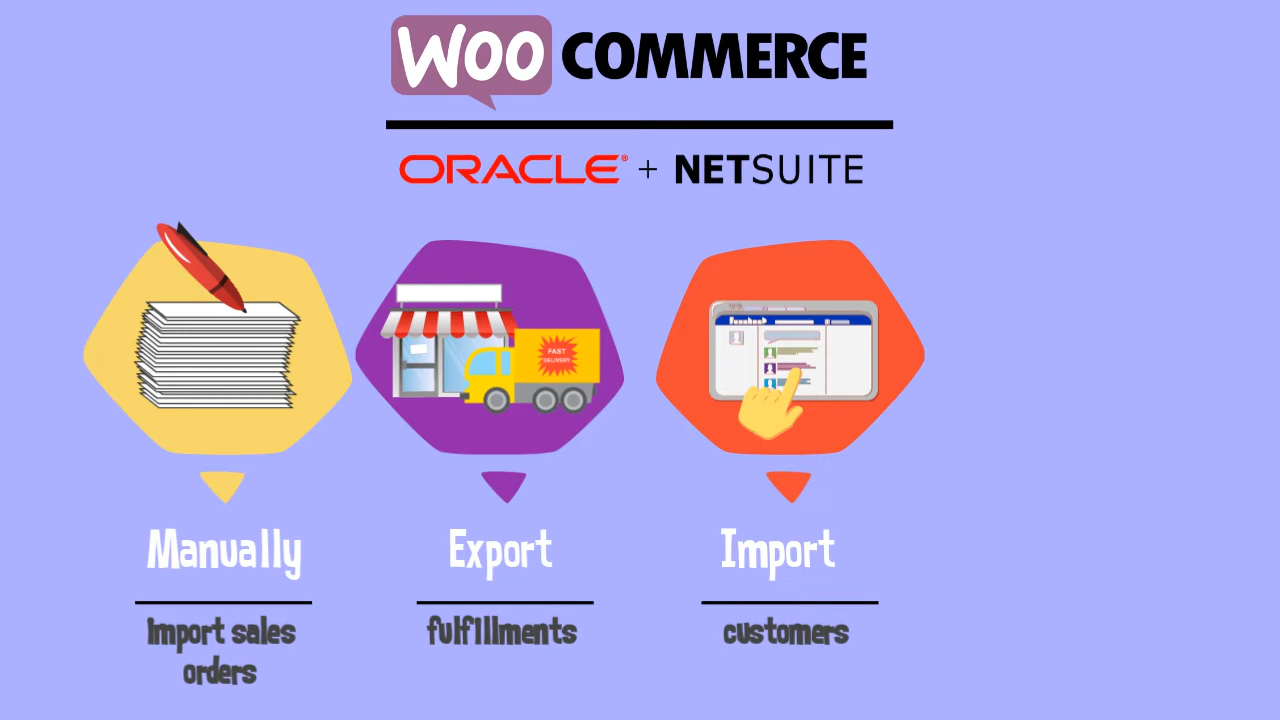 WOO COMMERCE
ORACLE® + NETSUITE
FAST
DELIVERY
Manually
Export
Import
import sales
orders
fulfillments
customers